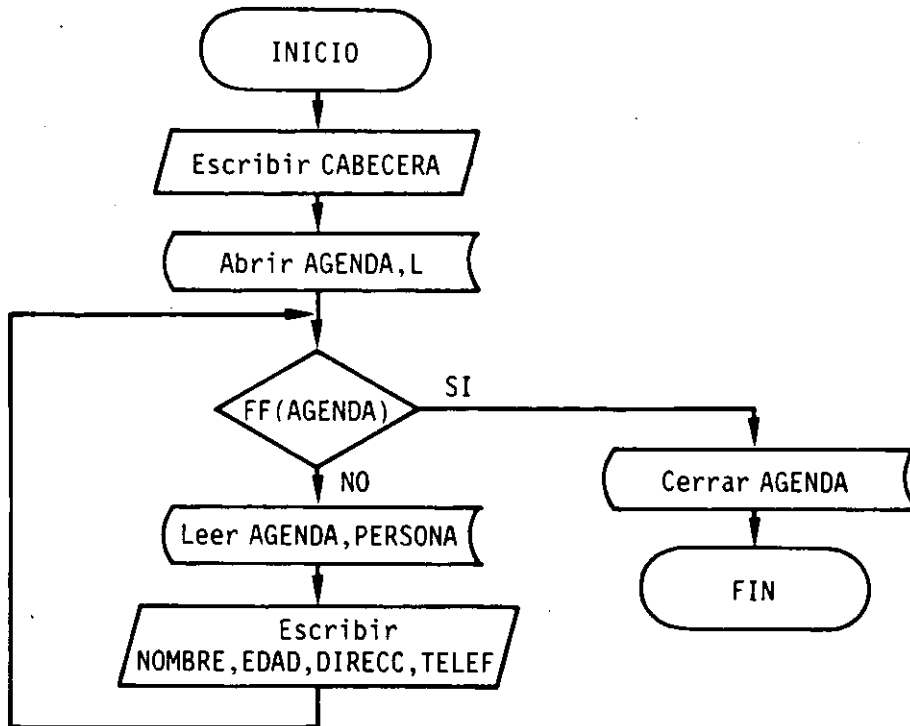 INICIO
Escribir CABECERA
Abrir AGENDA,L
FF(AGENDA)
SI
NO
Leer AGENDA,PERSONA
Escribir
NOMBRE,EDAD,DIRECC,TELEF
Cerrar AGENDA
FIN